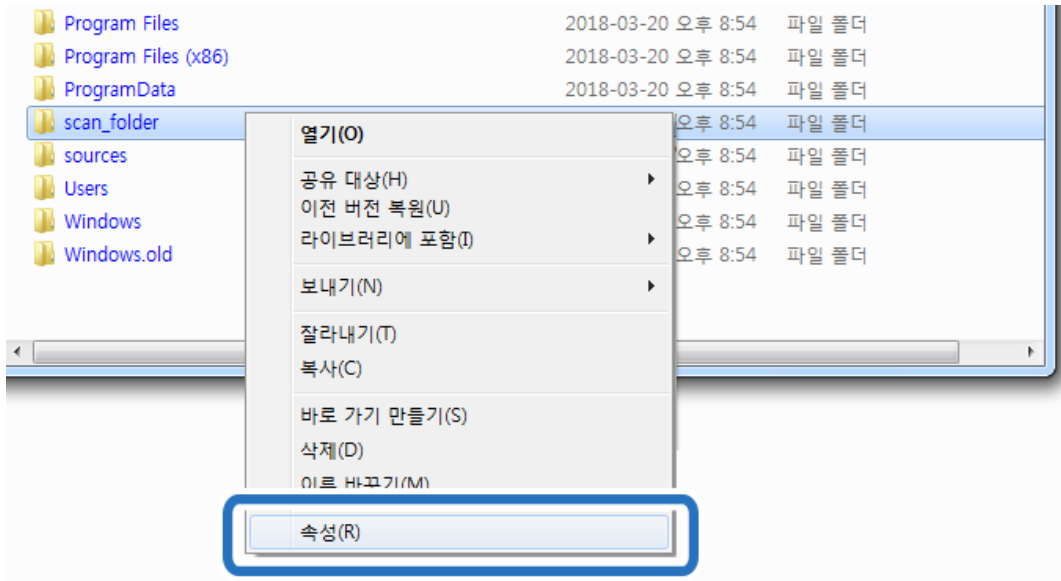 Program Files 2018-03-20 오후 8:54 파일 폴더
Program Files (x86) 2018-03-20 오후 8:54 파일 폴더
ProgramData 2018-03-20 오후 8:54 파일 폴더
scan_folder 오후 8:54 파일 폴더
sources 오후 8:54 파일 폴더
Users 오후 8:54 파일 폴더
Windows 오후 8:54 파일 폴더
Windows.old 오후 8:54 파일 폴더
열기(O)
공유 대상(H)
이전 버전 복원(U)
라이브러리에 포함(I)
보내기(N)
잘라내기(T)
복사(C)
바로 가기 만들기(S)
삭제(D)
이름 바꾸기(M)
속성(R)